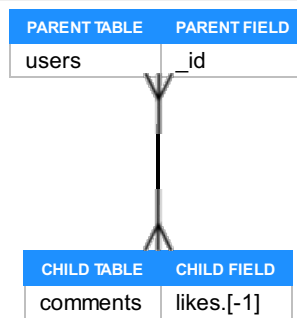 PARENT TABLE PARENT FIELD
users _id
CHILD TABLE CHILD FIELD
comments likes.[-1]